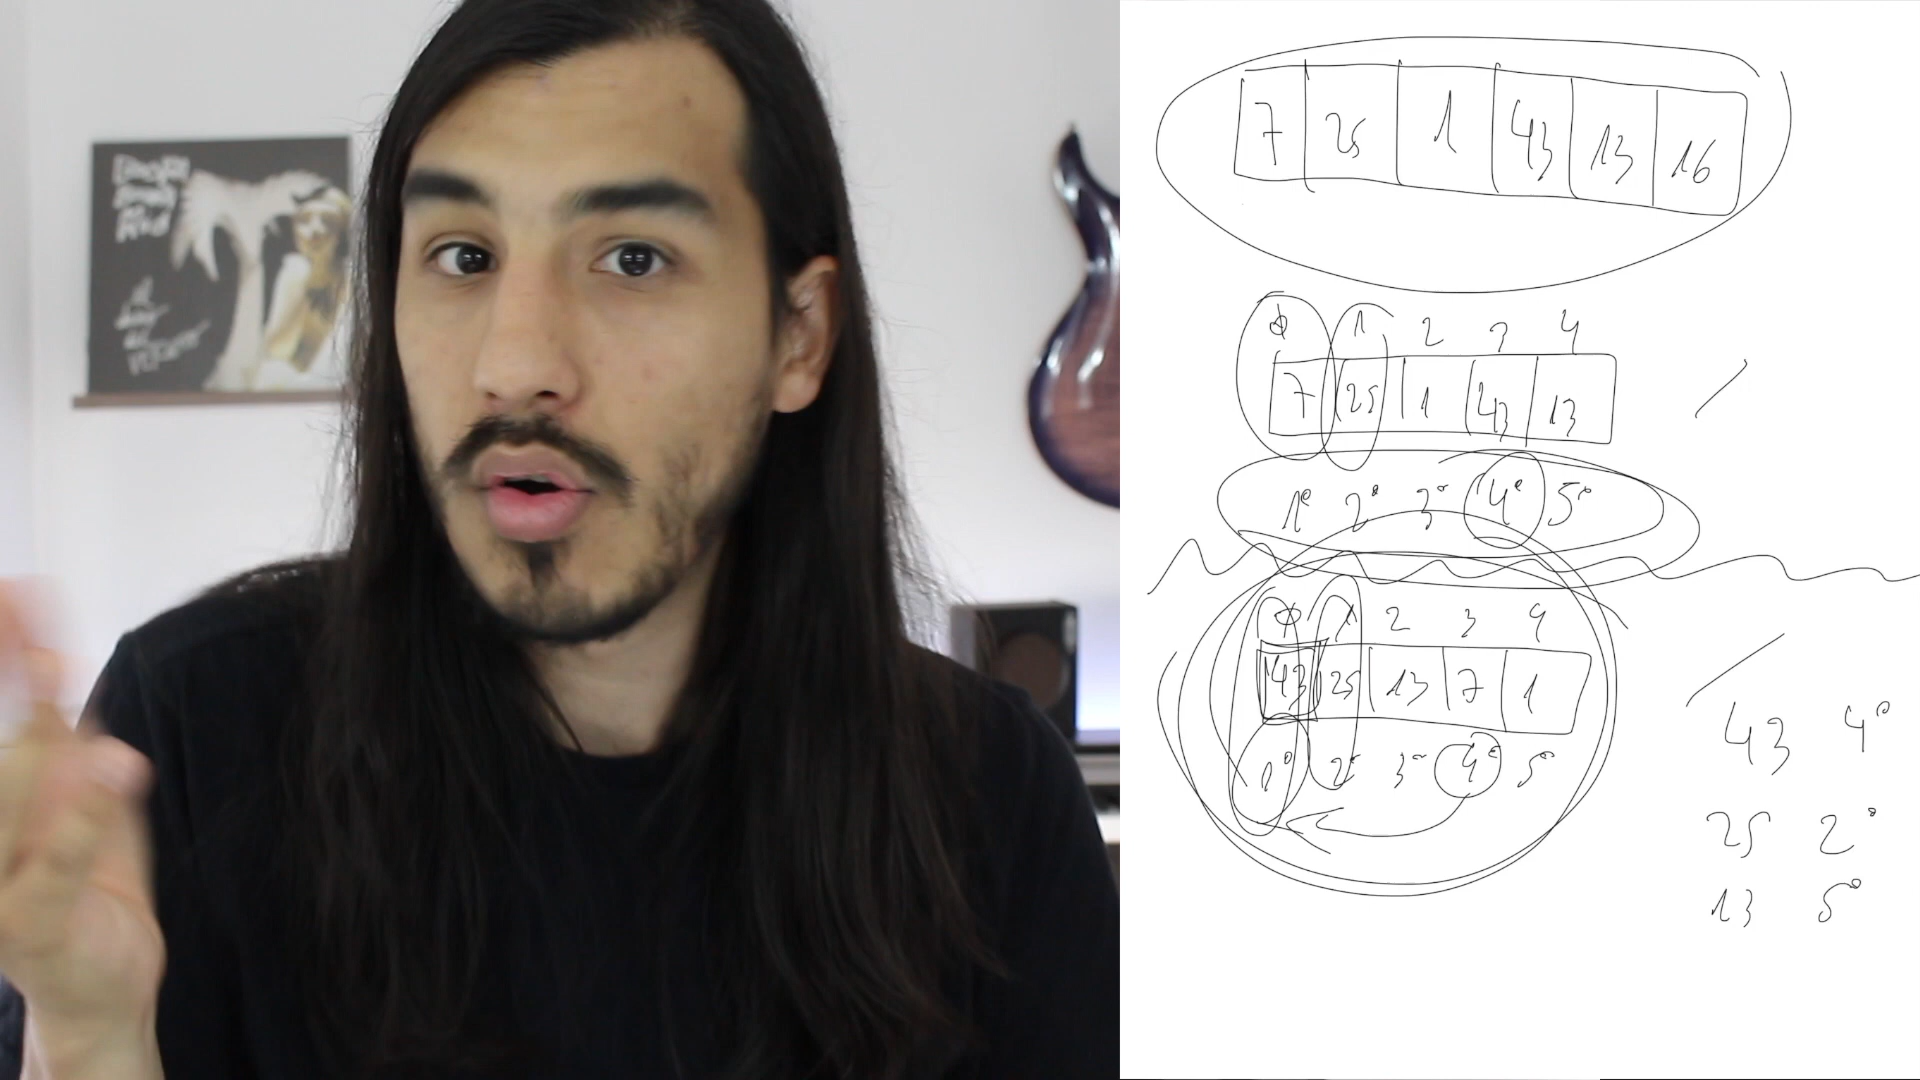 7 25 1 43 13 16
0 1 2 3 4
7 25 1 43 13
1º 2º 3º 4º 5º
0 1 2 3 4
43 25 13 7 1
1º 2º 3º 4º 5º
43 4º
25 2º
13 5º